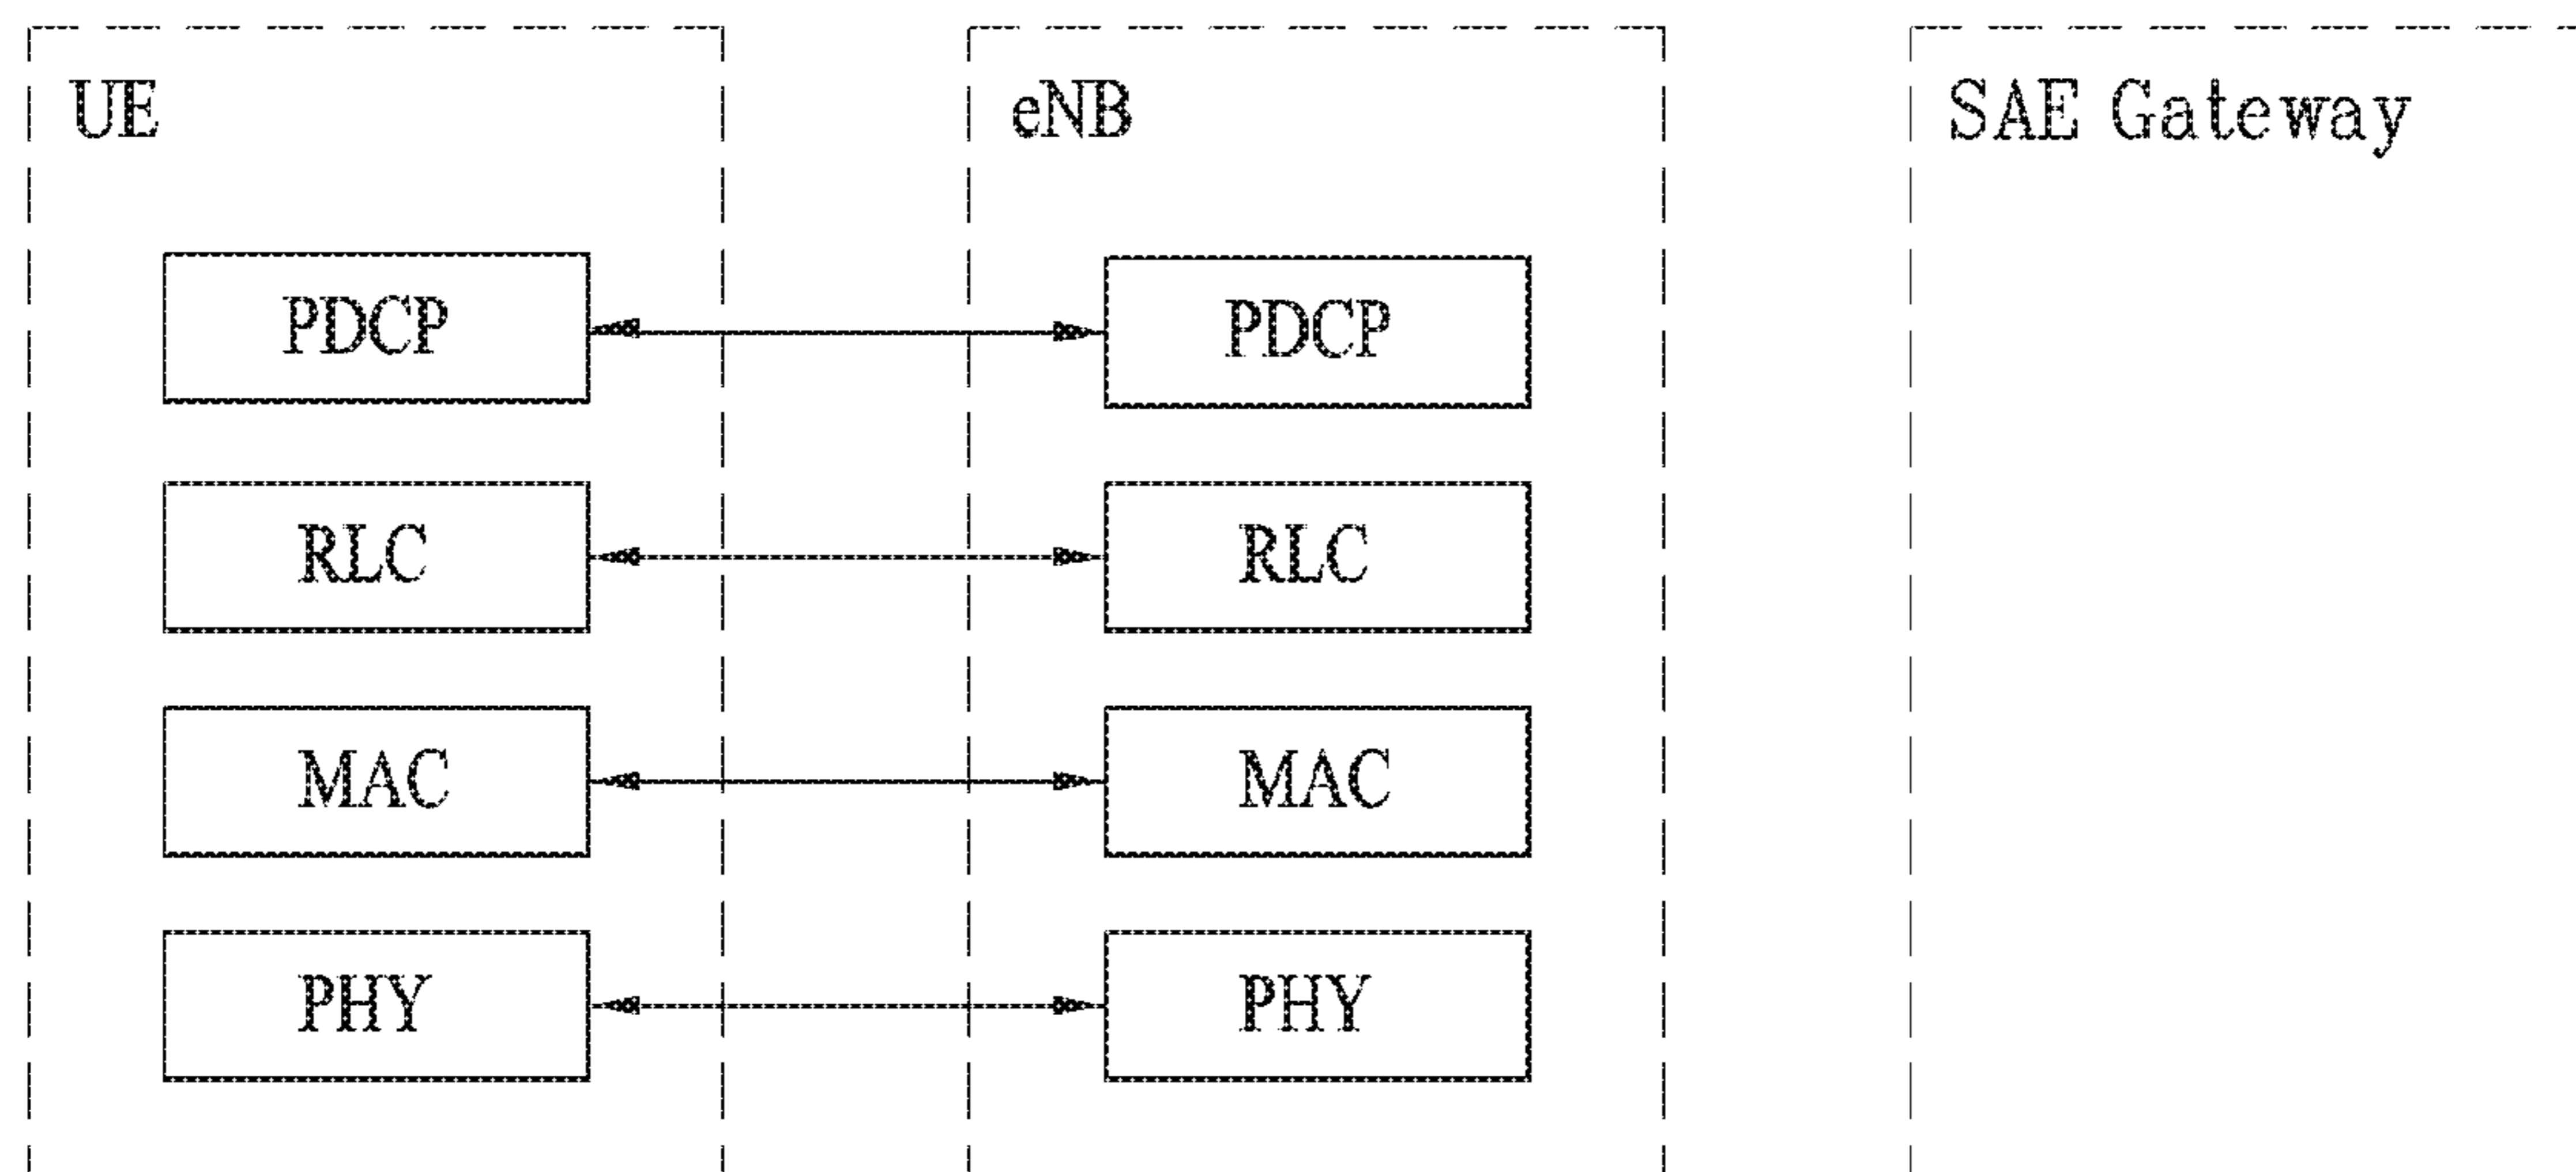 UE
eNB
SAE Gateway
PDCP
PDCP
RLC
RLC
MAC
MAC
PHY
PHY